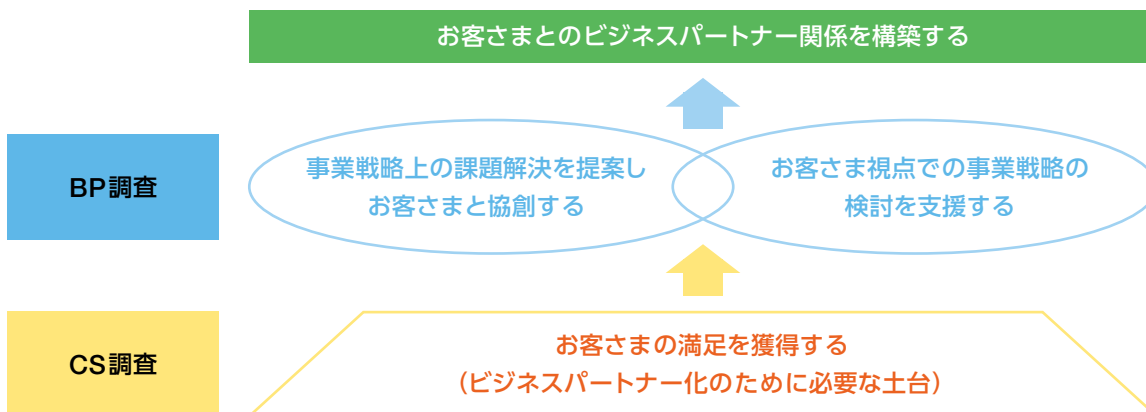 お客さまとのビジネスパートナー関係を構築する
BP調査
事業戦略上の課題解決を提案し
お客さまと協創する
お客さま視点での事業戦略の
検討を支援する
CS調査
お客さまの満足を獲得する
（ビジネスパートナー化のために必要な土台）